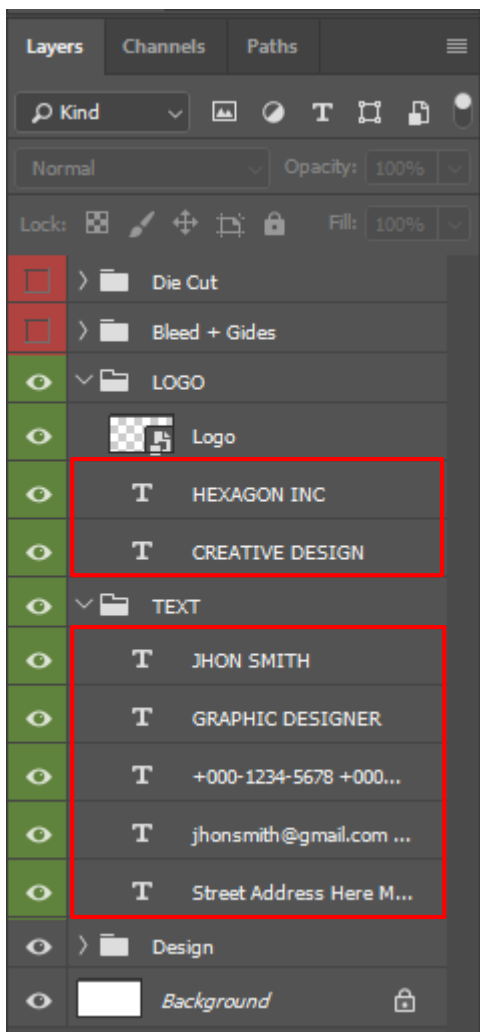 Layers Channels Paths
Kind T
Normal Opacity: 100%
Lock: Fill: 100%
Die Cut
Bleed + Gides
LOGO
Logo
T HEXAGON INC
T CREATIVE DESIGN
TEXT
T JHON SMITH
T GRAPHIC DESIGNER
T +000-1234-5678 +000...
T jhonsmith@gmail.com ...
T Street Address Here M...
Design
Background